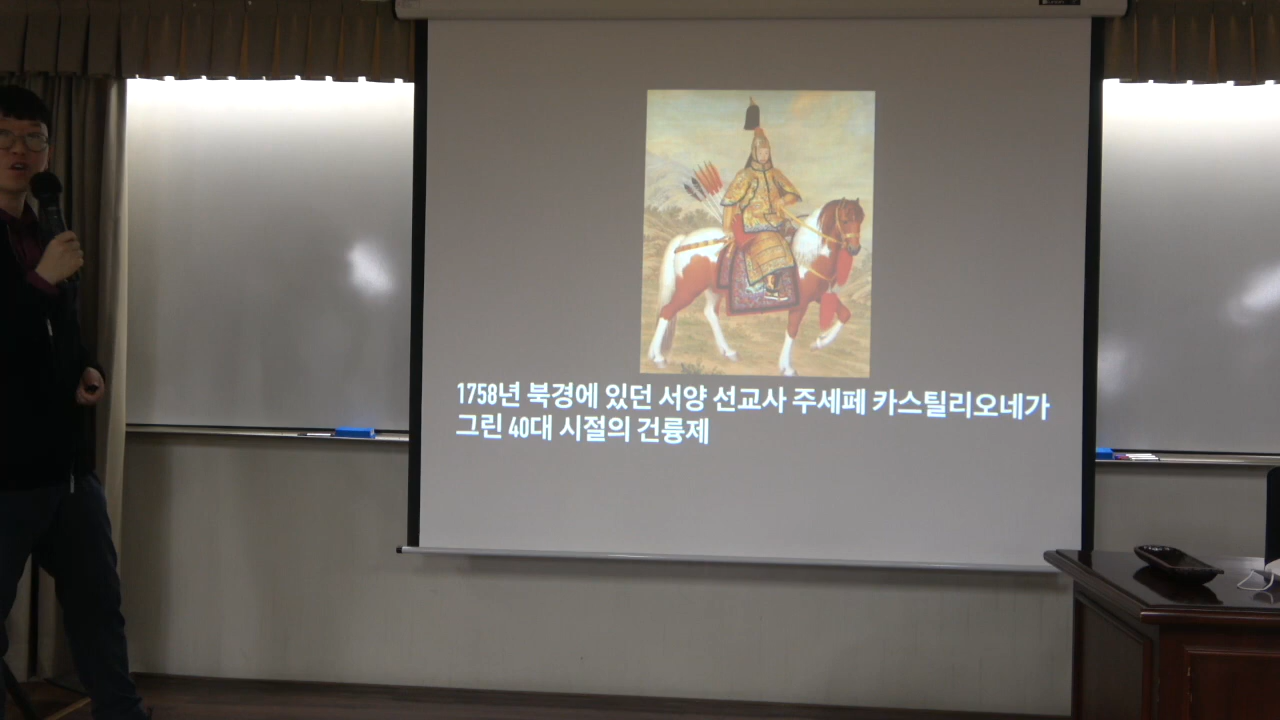 1758년 북경에 있던 서양 선교사 주세페 카스틸리오네가
그린 40대 시절의 건륭제